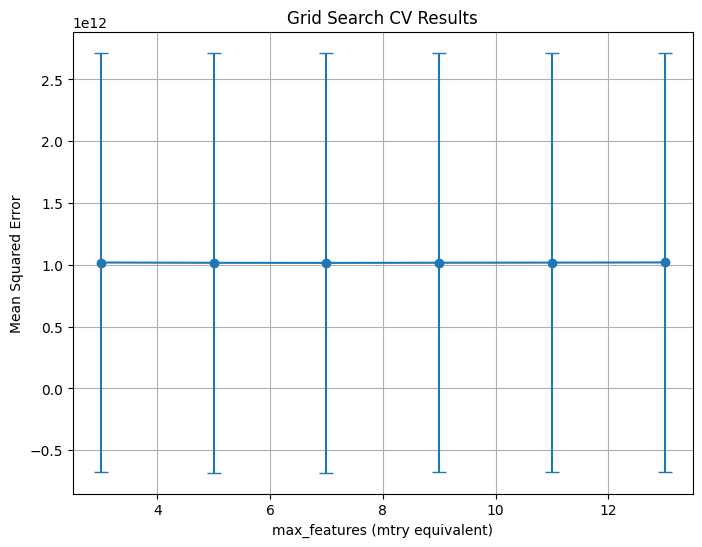 Grid Search CV Results
1e12
2.5
2.0
1.5
1.0
0.5
0.0
−0.5
Mean Squared Error
4 6 8 10 12
max_features (mtry equivalent)